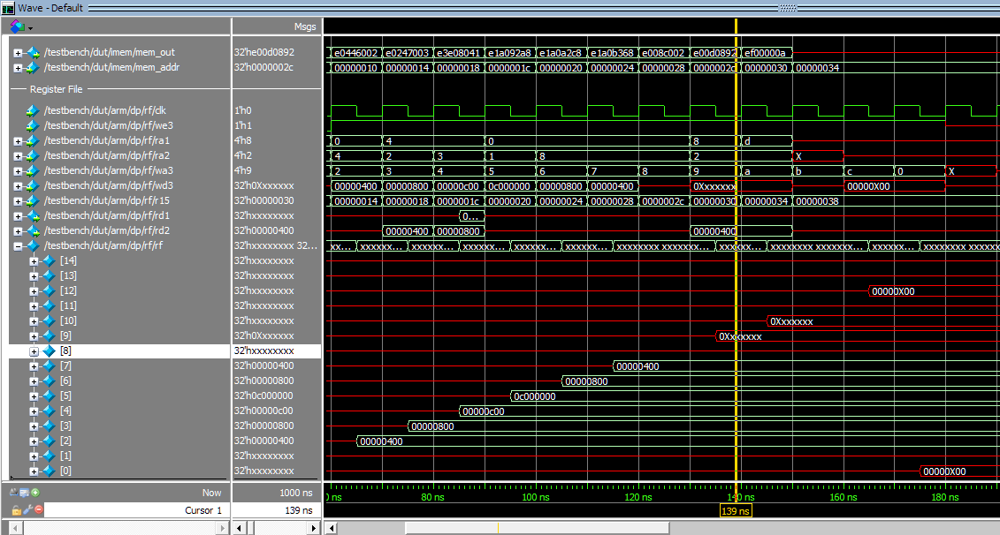 Wave - Default
Msgs
/testbench/dut/imem/mem_out 32'he00d0892 e0446002 e0247003 e3e08041 e1a092a8 e1a0a2c8 e1a0b368 e008c002 e00d0892 ef00000a
/testbench/dut/imem/mem_addr 32'h0000002c 00000010 00000014 00000018 0000001c 00000020 00000024 00000028 0000002c 00000030 00000034
Register File
/testbench/dut/arm/dp/rf/clk 1'h0
/testbench/dut/arm/dp/rf/we3 1'h1
/testbench/dut/arm/dp/rf/ra1 4'h8 0 4 0 8 d
/testbench/dut/arm/dp/rf/ra2 4'h2 4 2 3 1 8 2 X
/testbench/dut/arm/dp/rf/wa3 4'h9 2 3 4 5 6 7 8 9 a b c 0 X
/testbench/dut/arm/dp/rf/wd3 32'h0Xxxxxxx 00000400 00000800 00000c00 0c000000 00000800 00000400 0Xxxxxxx 00000X00
/testbench/dut/arm/dp/rf/r15 32'h00000030 00000014 00000018 0000001c 00000020 00000024 00000028 0000002c 00000030 00000034 00000038
/testbench/dut/arm/dp/rf/rd1 32'hxxxxxxxx 0...
/testbench/dut/arm/dp/rf/rd2 32'h00000400 00000400 00000800 00000400
/testbench/dut/arm/dp/rf/rf 32'hxxxxxxxx 32... xx... xxxxxx... xxxxxx... xxxxxx... xxxxxx... xxxxxx... xxxxxxxx xxxxxxx... xxxxxx... xxxxxxxx xxxxxxx... xxxxxx... xxxxxxxx xxxxxx
[14] 32'hxxxxxxxx
[13] 32'hxxxxxxxx
[12] 32'hxxxxxxxx 00000X00
[11] 32'hxxxxxxxx
[10] 32'hxxxxxxxx 0Xxxxxxx
[9] 32'h0Xxxxxxx 0Xxxxxxx
[8] 32'hxxxxxxxx
[7] 32'h00000400 00000400
[6] 32'h00000800 00000800
[5] 32'h0c000000 0c000000
[4] 32'h00000c00 00000c00
[3] 32'h00000800 00000800
[2] 32'h00000400 00000400
[1] 32'hxxxxxxxx
[0] 32'hxxxxxxxx 00000X00
Now 1000 ns 80 ns 100 ns 120 ns 140 ns 160 ns 180 ns
Cursor 1 139 ns 139 ns